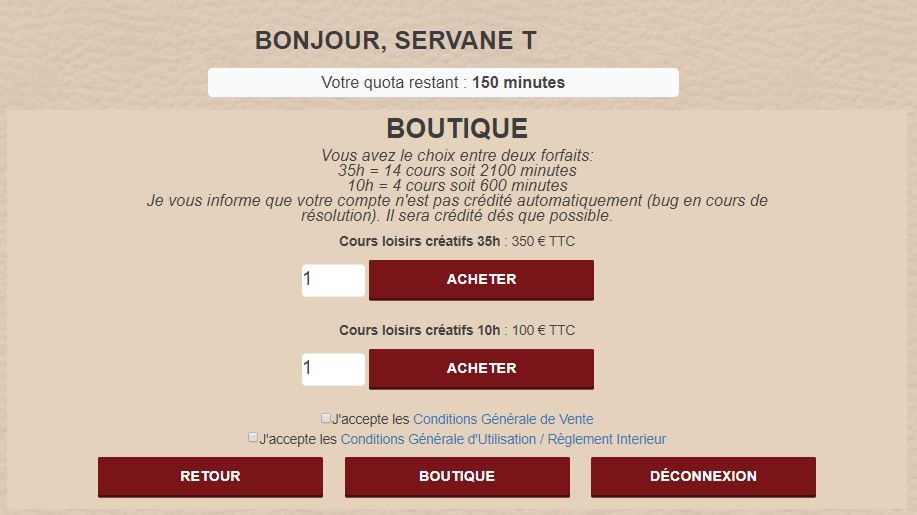 BONJOUR, SERVANE T
Votre quota restant : 150 minutes
BOUTIQUE
Vous avez le choix entre deux forfaits:
35h = 14 cours soit 2100 minutes
10h = 4 cours soit 600 minutes
Je vous informe que votre compte n'est pas crédité automatiquement (bug en cours de
résolution). Il sera crédité dés que possible.
Cours loisirs créatifs 35h : 350 € TTC
1 ACHETER
Cours loisirs créatifs 10h : 100 € TTC
1 ACHETER
J'accepte les Conditions Générale de Vente
J'accepte les Conditions Générale d'Utilisation / Règlement Interieur
RETOUR BOUTIQUE DÉCONNEXION